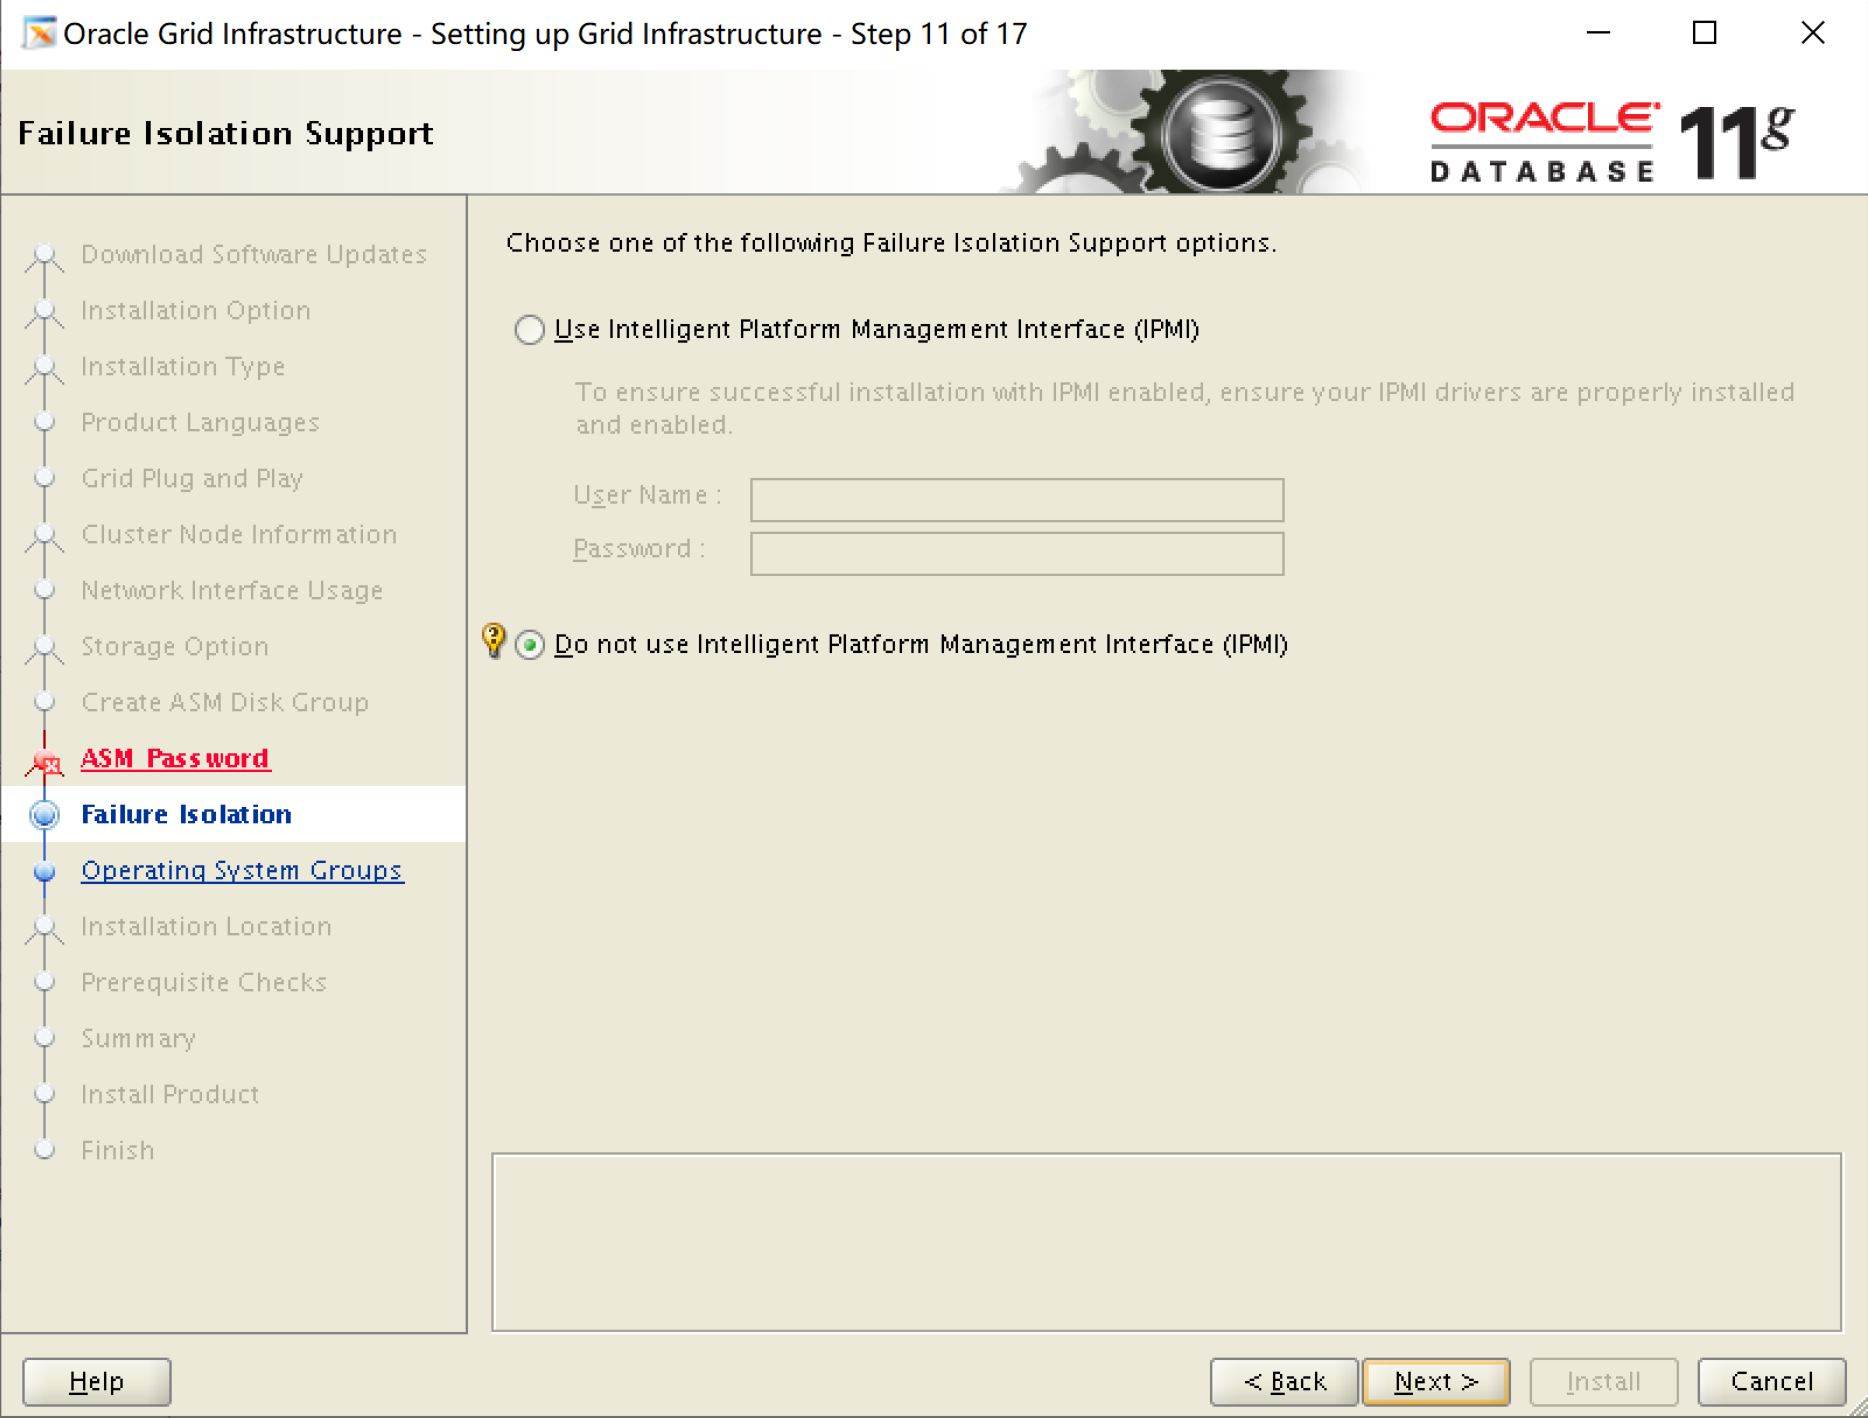 Oracle Grid Infrastructure - Setting up Grid Infrastructure - Step 11 of 17
Failure Isolation Support
ORACLE
DATABASE
11g
Download Software Updates
Installation Option
Installation Type
Product Languages
Grid Plug and Play
Cluster Node Information
Network Interface Usage
Storage Option
Create ASM Disk Group
ASM Password
Failure Isolation
Operating System Groups
Installation Location
Prerequisite Checks
Summary
Install Product
Finish
Choose one of the following Failure Isolation Support options.
Use Intelligent Platform Management Interface (IPMI)
To ensure successful installation with IPMI enabled, ensure your IPMI drivers are properly installed
and enabled.
User Name :
Password :
Do not use Intelligent Platform Management Interface (IPMI)
Help
< Back
Next >
Install
Cancel